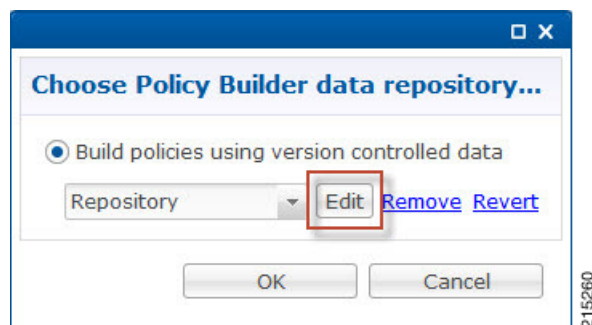 Choose Policy Builder data repository...
Build policies using version controlled data
Repository Edit Remove Revert
OK Cancel
215260